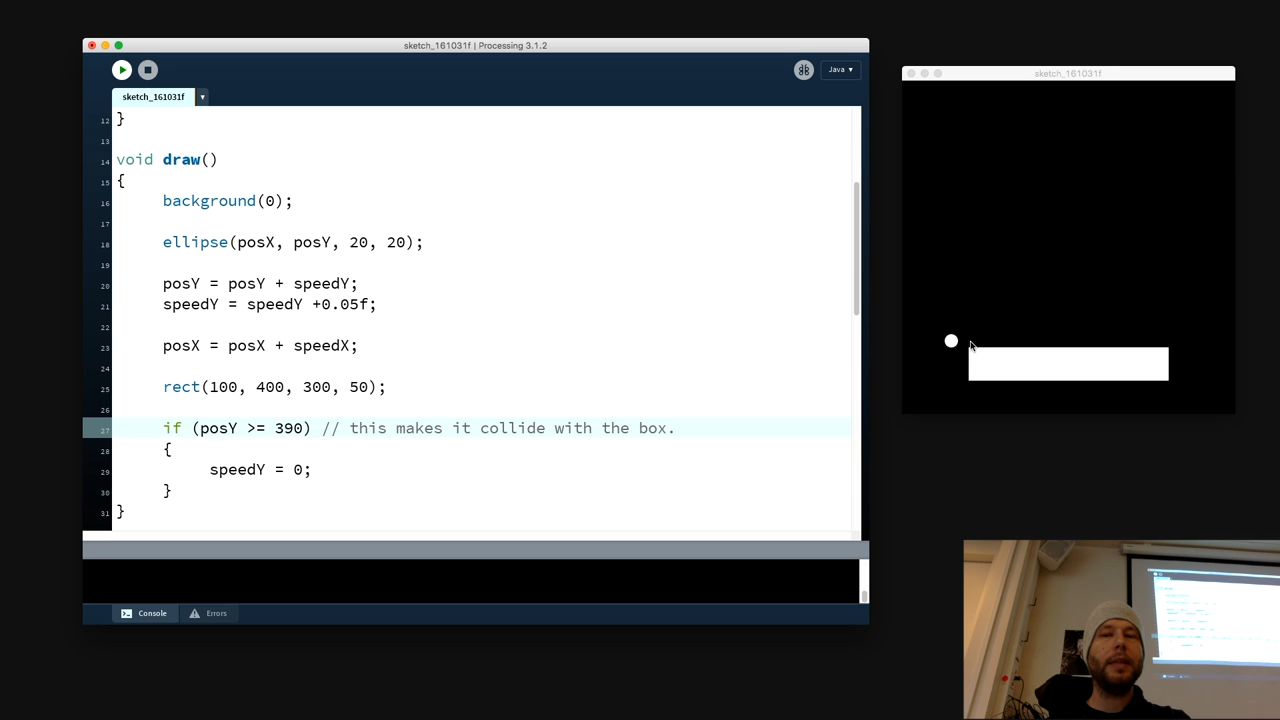 sketch_161031f | Processing 3.1.2
Java ▾
sketch_161031f
12 }
13
14 void draw()
15 {
16 background(0);
17
18 ellipse(posX, posY, 20, 20);
19
20 posY = posY + speedY;
21 speedY = speedY +0.05f;
22
23 posX = posX + speedX;
24
25 rect(100, 400, 300, 50);
26
27 if (posY >= 390) // this makes it collide with the box.
28 {
29 speedY = 0;
30 }
31 }
Console Errors
sketch_161031f